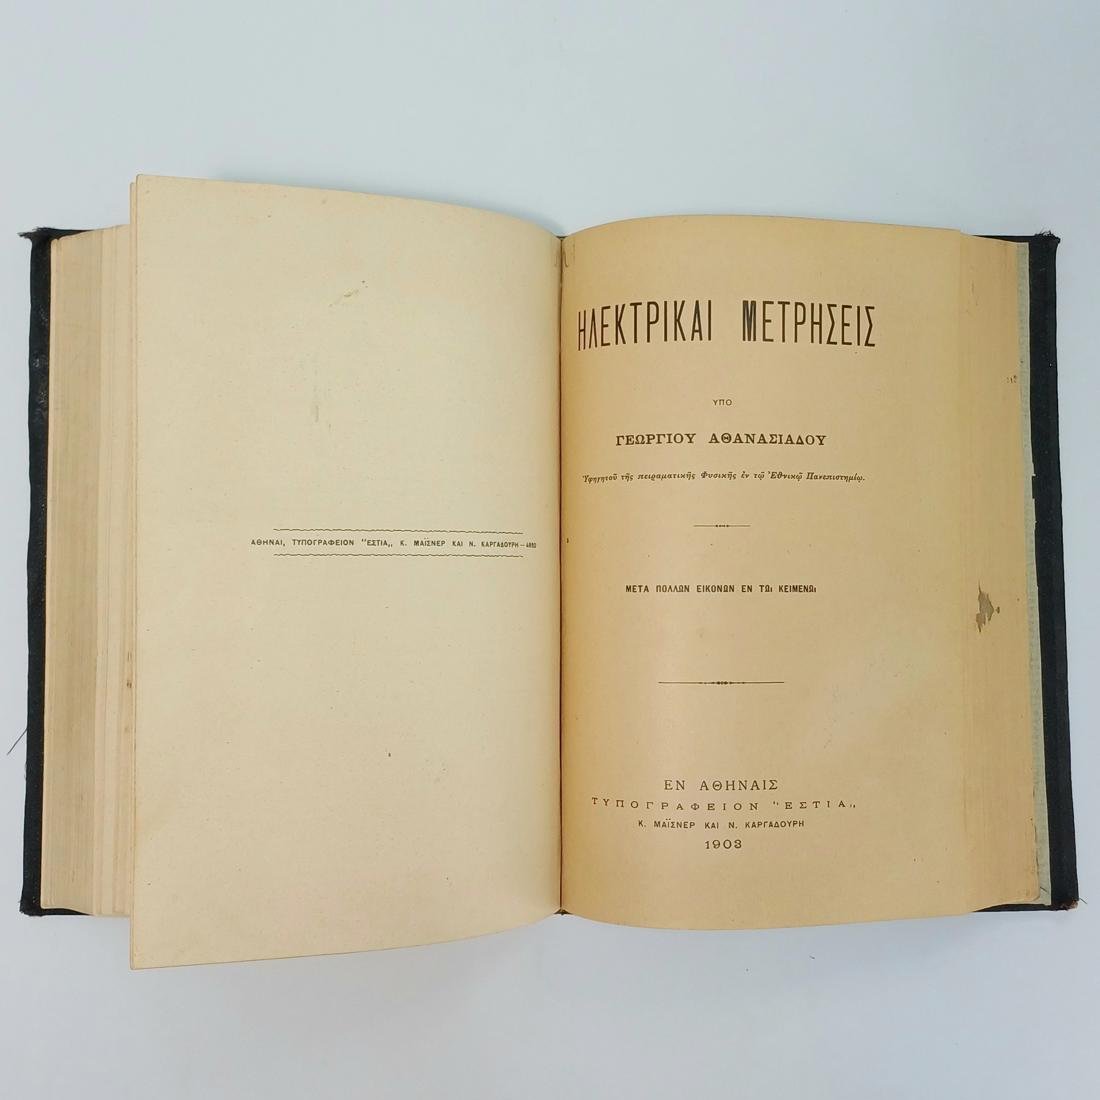 ΑΘΗΝΑΙ, ΤΥΠΟΓΡΑΦΕΙΟΝ "ΕΣΤΙΑ„ Κ. ΜΑΪΣΝΕΡ ΚΑΙ Ν. ΚΑΡΓΑΔΟΥΡΗ—4893
ΗΛΕΚΤΡΙΚΑΙ ΜΕΤΡΗΣΕΙΣ
ΥΠΟ
ΓΕΩΡΓΙΟΥ ΑΘΑΝΑΣΙΑΔΟΥ
Ὑφηγητοῦ τῆς πειραματικῆς Φυσικῆς ἐν τῷ Ἐθνικῷ Πανεπιστημίῳ.
ΜΕΤΑ ΠΟΛΛΩΝ ΕΙΚΟΝΩΝ ΕΝ ΤΩι ΚΕΙΜΕΝΩι
ΕΝ ΑΘΗΝΑΙΣ
ΤΥΠΟΓΡΑΦΕΙΟΝ "ΕΣΤΙΑ„
Κ. ΜΑΪΣΝΕΡ ΚΑΙ Ν. ΚΑΡΓΑΔΟΥΡΗ
1903